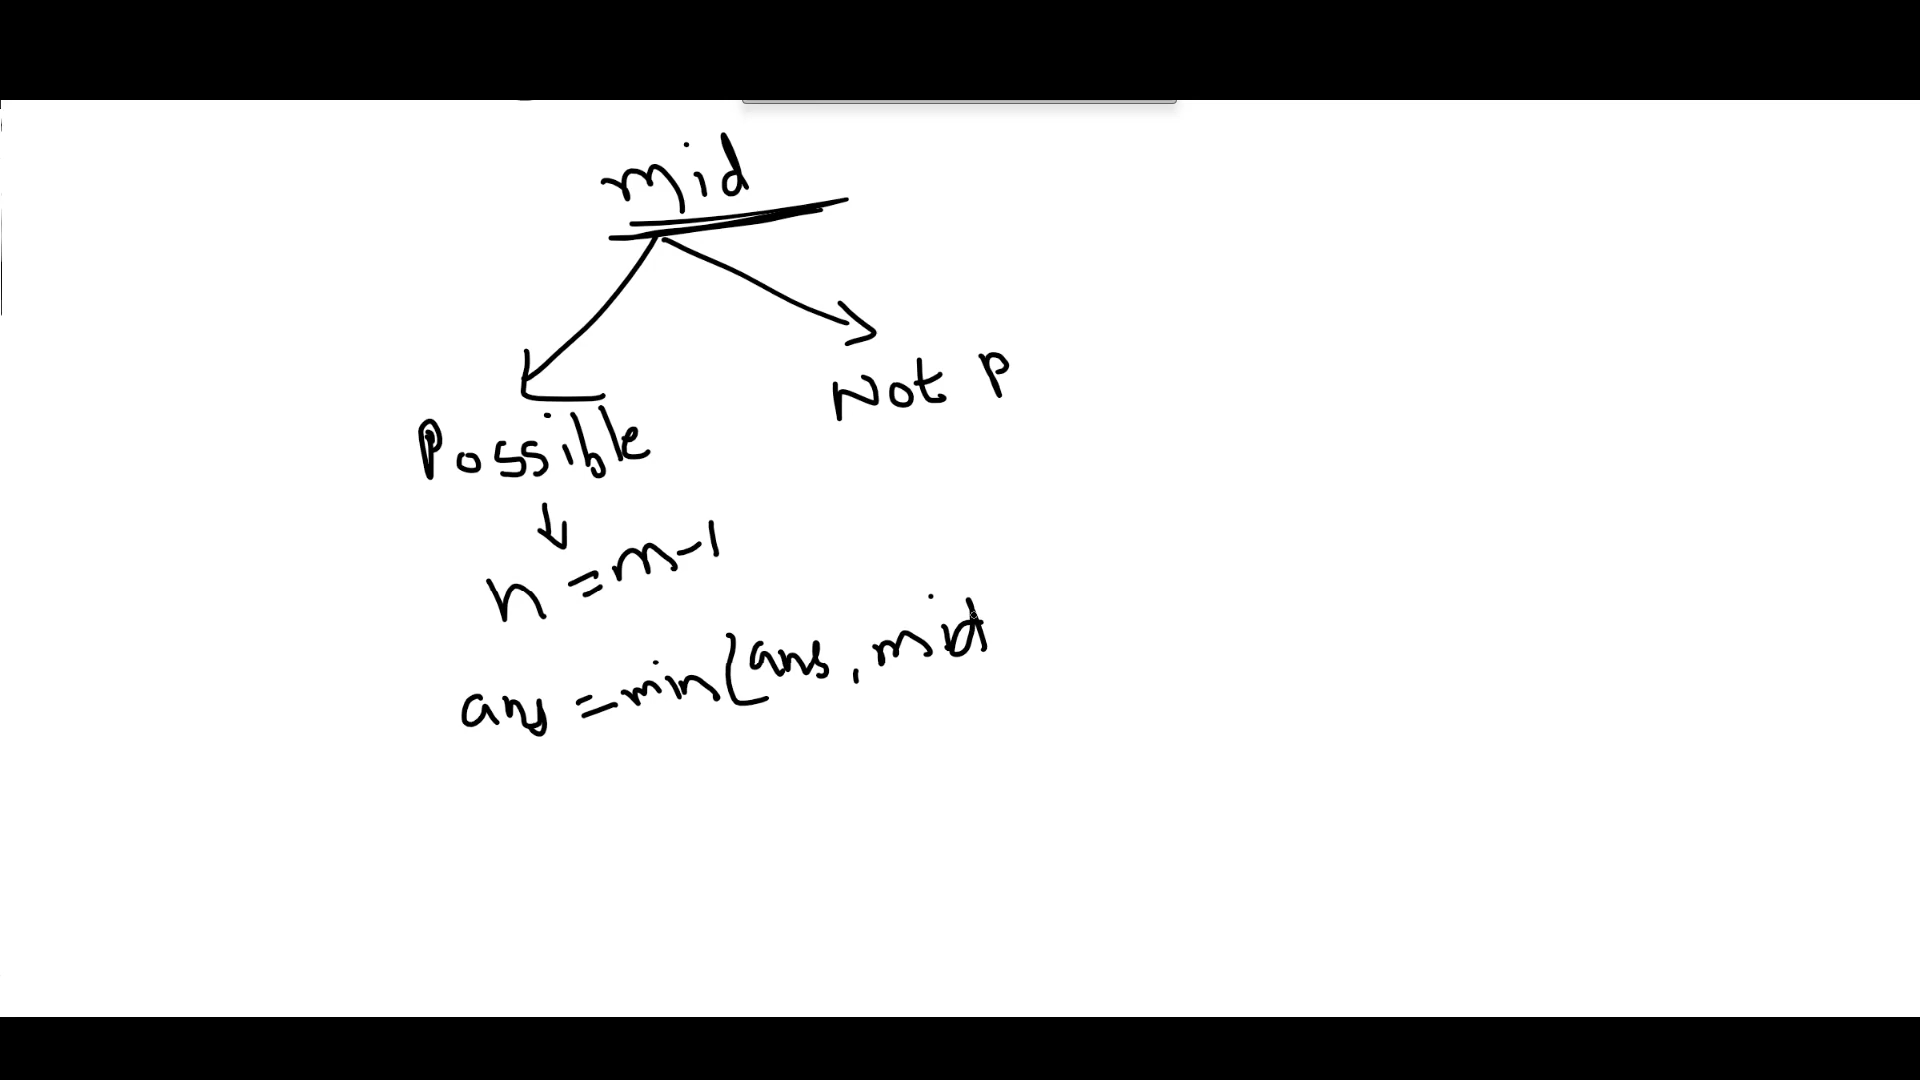 mid
Possible
Not P
h = m-1
ans = min(ans, mid